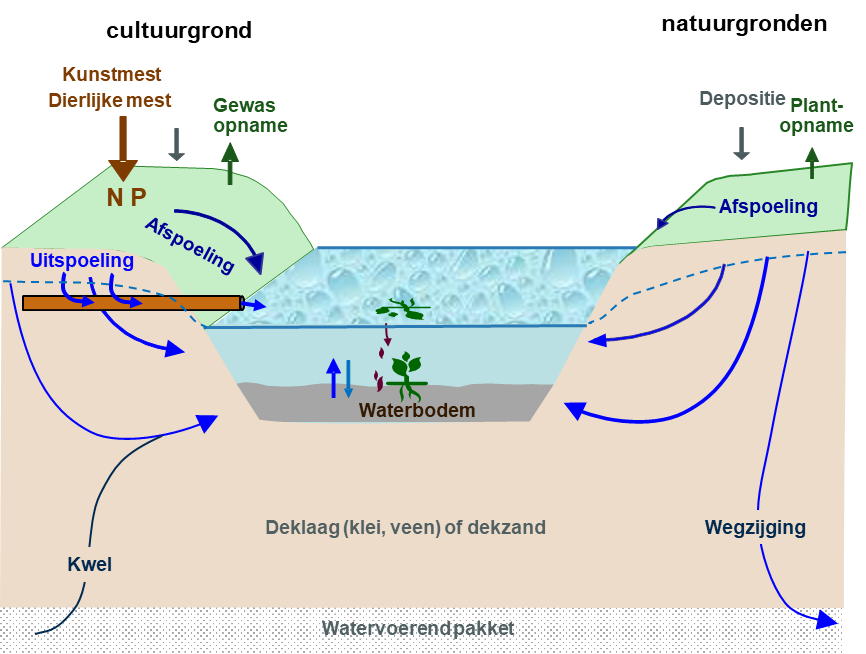 cultuurgrond
natuurgronden
Kunstmest
Dierlijke mest
Gewas
opname
Depositie
Plant-
opname
N P
Afspoeling
Afspoeling
Uitspoeling
Waterbodem
Deklaag (klei, veen) of dekzand
Wegzijging
Kwel
Watervoerend pakket